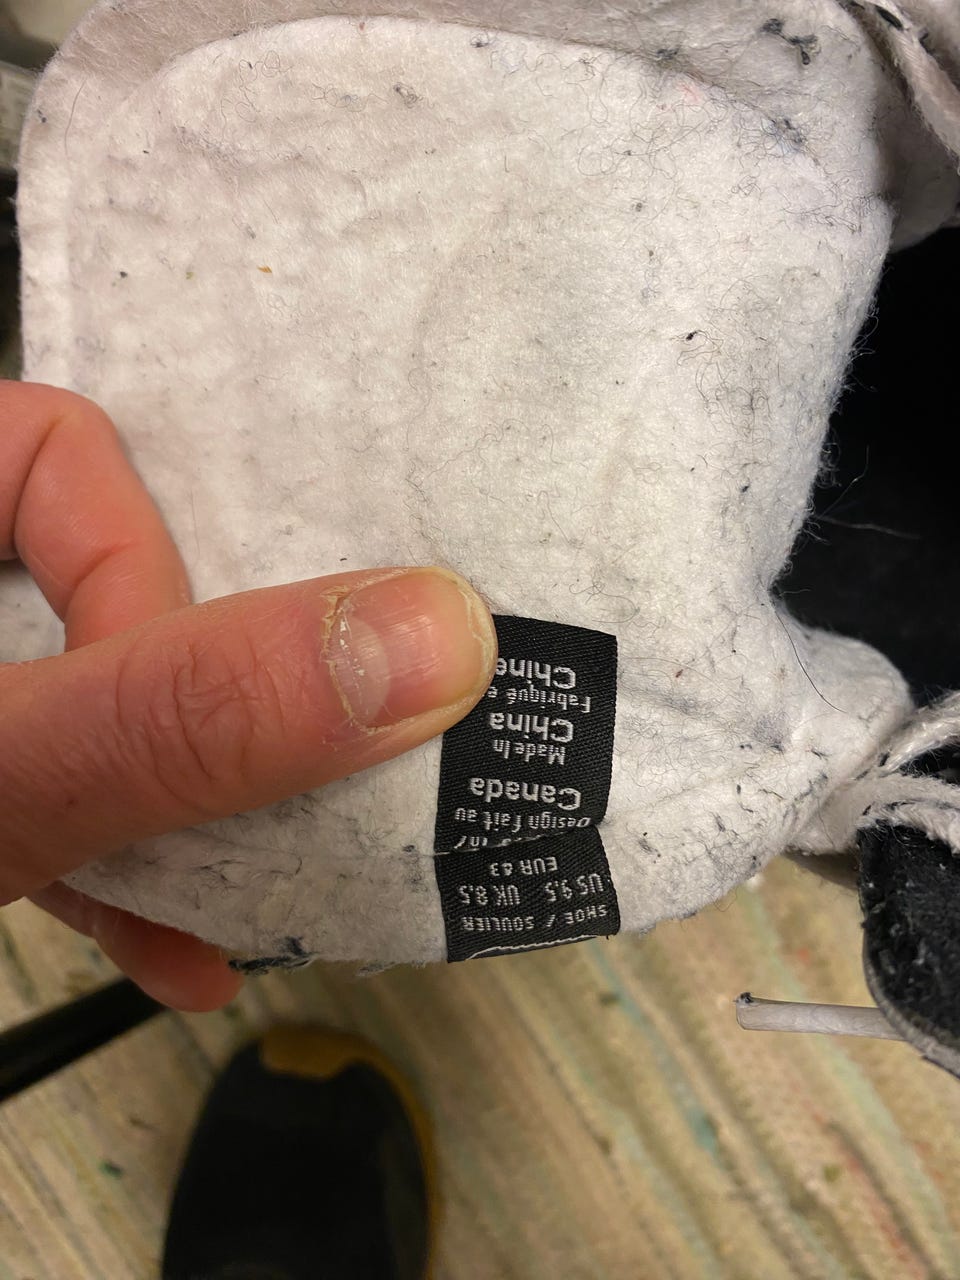 SHOE / SOULIER
US 9.5 UK 8.5
EUR 43
Design fait au
Canada
Made In
China
Fabriqué e
Chine